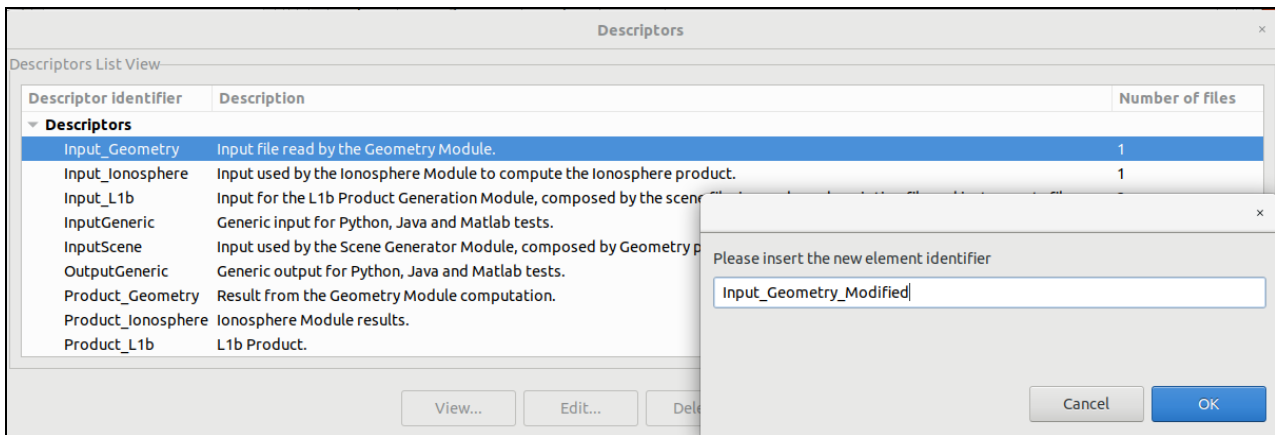 Descriptors ×
Descriptors List View
Descriptor identifier Description Number of files
Descriptors
Input_Geometry Input file read by the Geometry Module. 1
Input_Ionosphere Input used by the Ionosphere Module to compute the Ionosphere product. 1
Input_L1b Input for the L1b Product Generation Module, composed by the scene
InputGeneric Generic input for Python, Java and Matlab tests.
InputScene Input used by the Scene Generator Module, composed by Geometry p
OutputGeneric Generic output for Python, Java and Matlab tests.
Product_Geometry Result from the Geometry Module computation.
Product_Ionosphere Ionosphere Module results.
Product_L1b L1b Product.
View... Edit... Dele
×
Please insert the new element identifier
Input_Geometry_Modified
Cancel OK